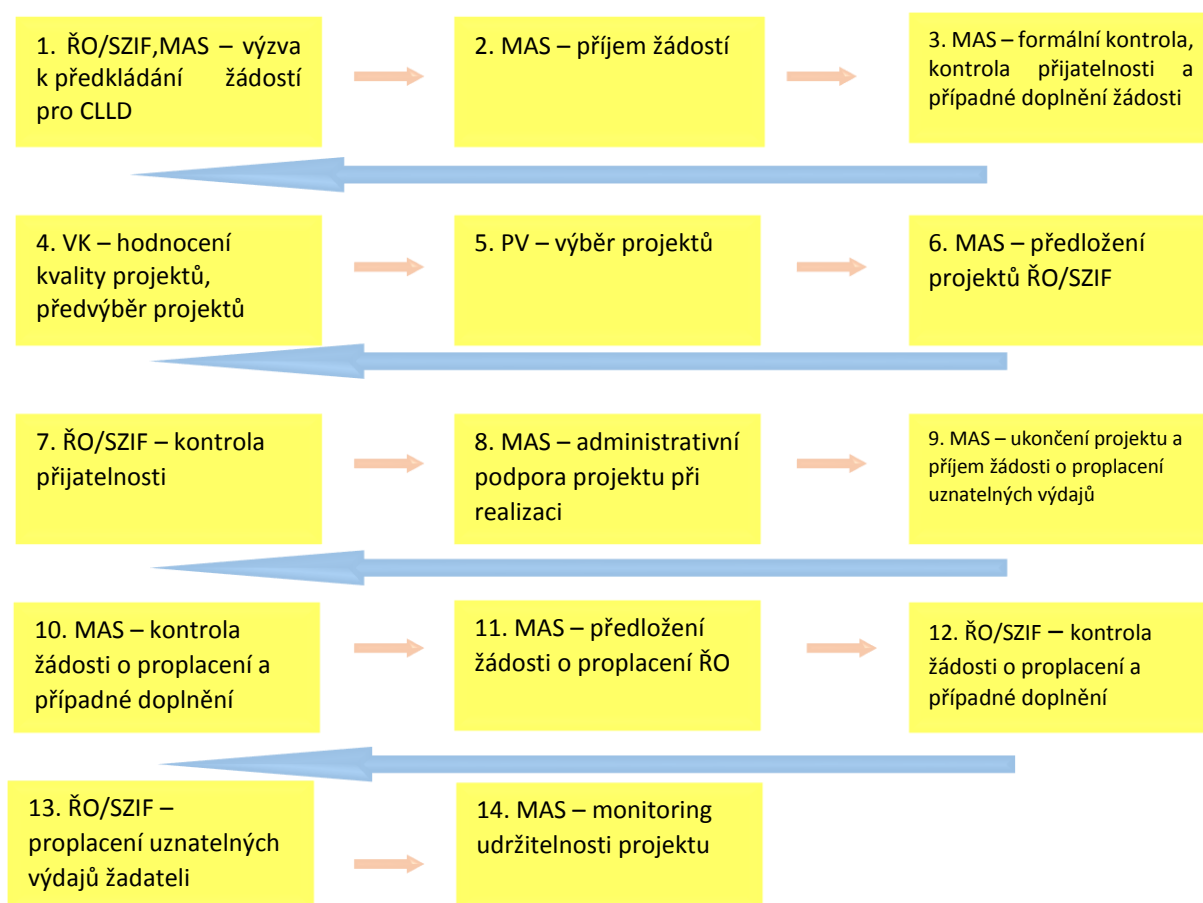 1. ŘO/SZIF,MAS – výzva
k předkládání žádostí
pro CLLD
2. MAS – příjem žádostí
3. MAS – formální kontrola,
kontrola přijatelnosti a
případné doplnění žádosti
4. VK – hodnocení
kvality projektů,
předvýběr projektů
5. PV – výběr projektů
6. MAS – předložení
projektů ŘO/SZIF
7. ŘO/SZIF – kontrola
přijatelnosti
8. MAS – administrativní
podpora projektu při
realizaci
9. MAS – ukončení projektu a
příjem žádosti o proplacení
uznatelných výdajů
10. MAS – kontrola
žádosti o proplacení a
případné doplnění
11. MAS – předložení
žádosti o proplacení ŘO
12. ŘO/SZIF – kontrola
žádosti o proplacení a
případné doplnění
13. ŘO/SZIF –
proplacení uznatelných
výdajů žadateli
14. MAS – monitoring
udržitelnosti projektu